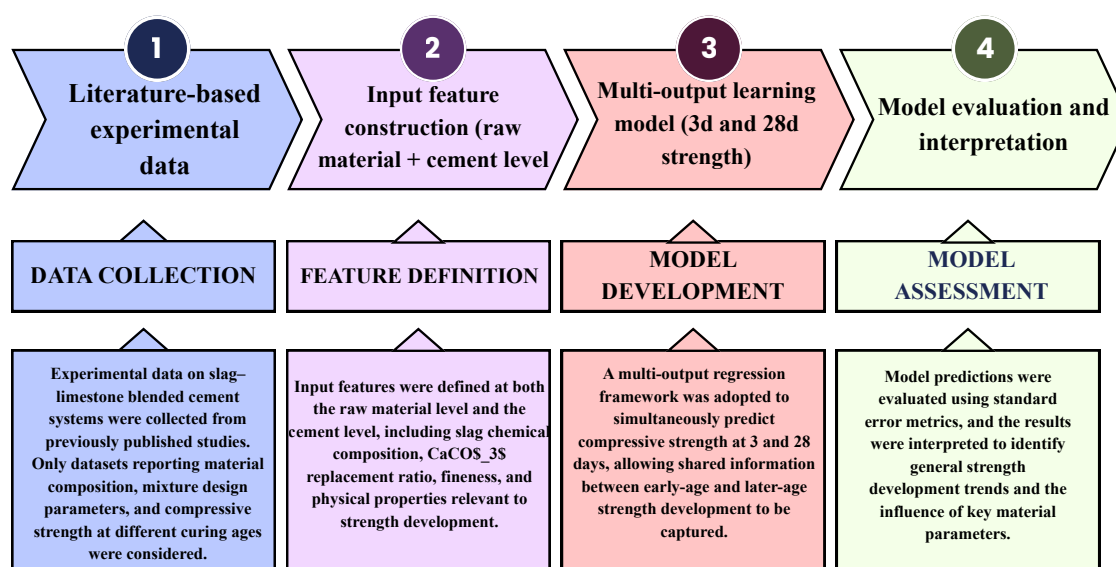 1
Literature-based
experimental
data
2
Input feature
construction (raw
material + cement level
3
Multi-output learning
model (3d and 28d
strength)
4
Model evaluation and
interpretation
DATA COLLECTION
FEATURE DEFINITION
MODEL
DEVELOPMENT
MODEL
ASSESSMENT
Experimental data on slag–
limestone blended cement
systems were collected from
previously published studies.
Only datasets reporting material
composition, mixture design
parameters, and compressive
strength at different curing ages
were considered.
Input features were defined at both
the raw material level and the
cement level, including slag chemical
composition, CaCO$_3$
replacement ratio, fineness, and
physical properties relevant to
strength development.
A multi-output regression
framework was adopted to
simultaneously predict
compressive strength at 3 and 28
days, allowing shared information
between early-age and later-age
strength development to be
captured.
Model predictions were
evaluated using standard
error metrics, and the results
were interpreted to identify
general strength
development trends and the
influence of key material
parameters.